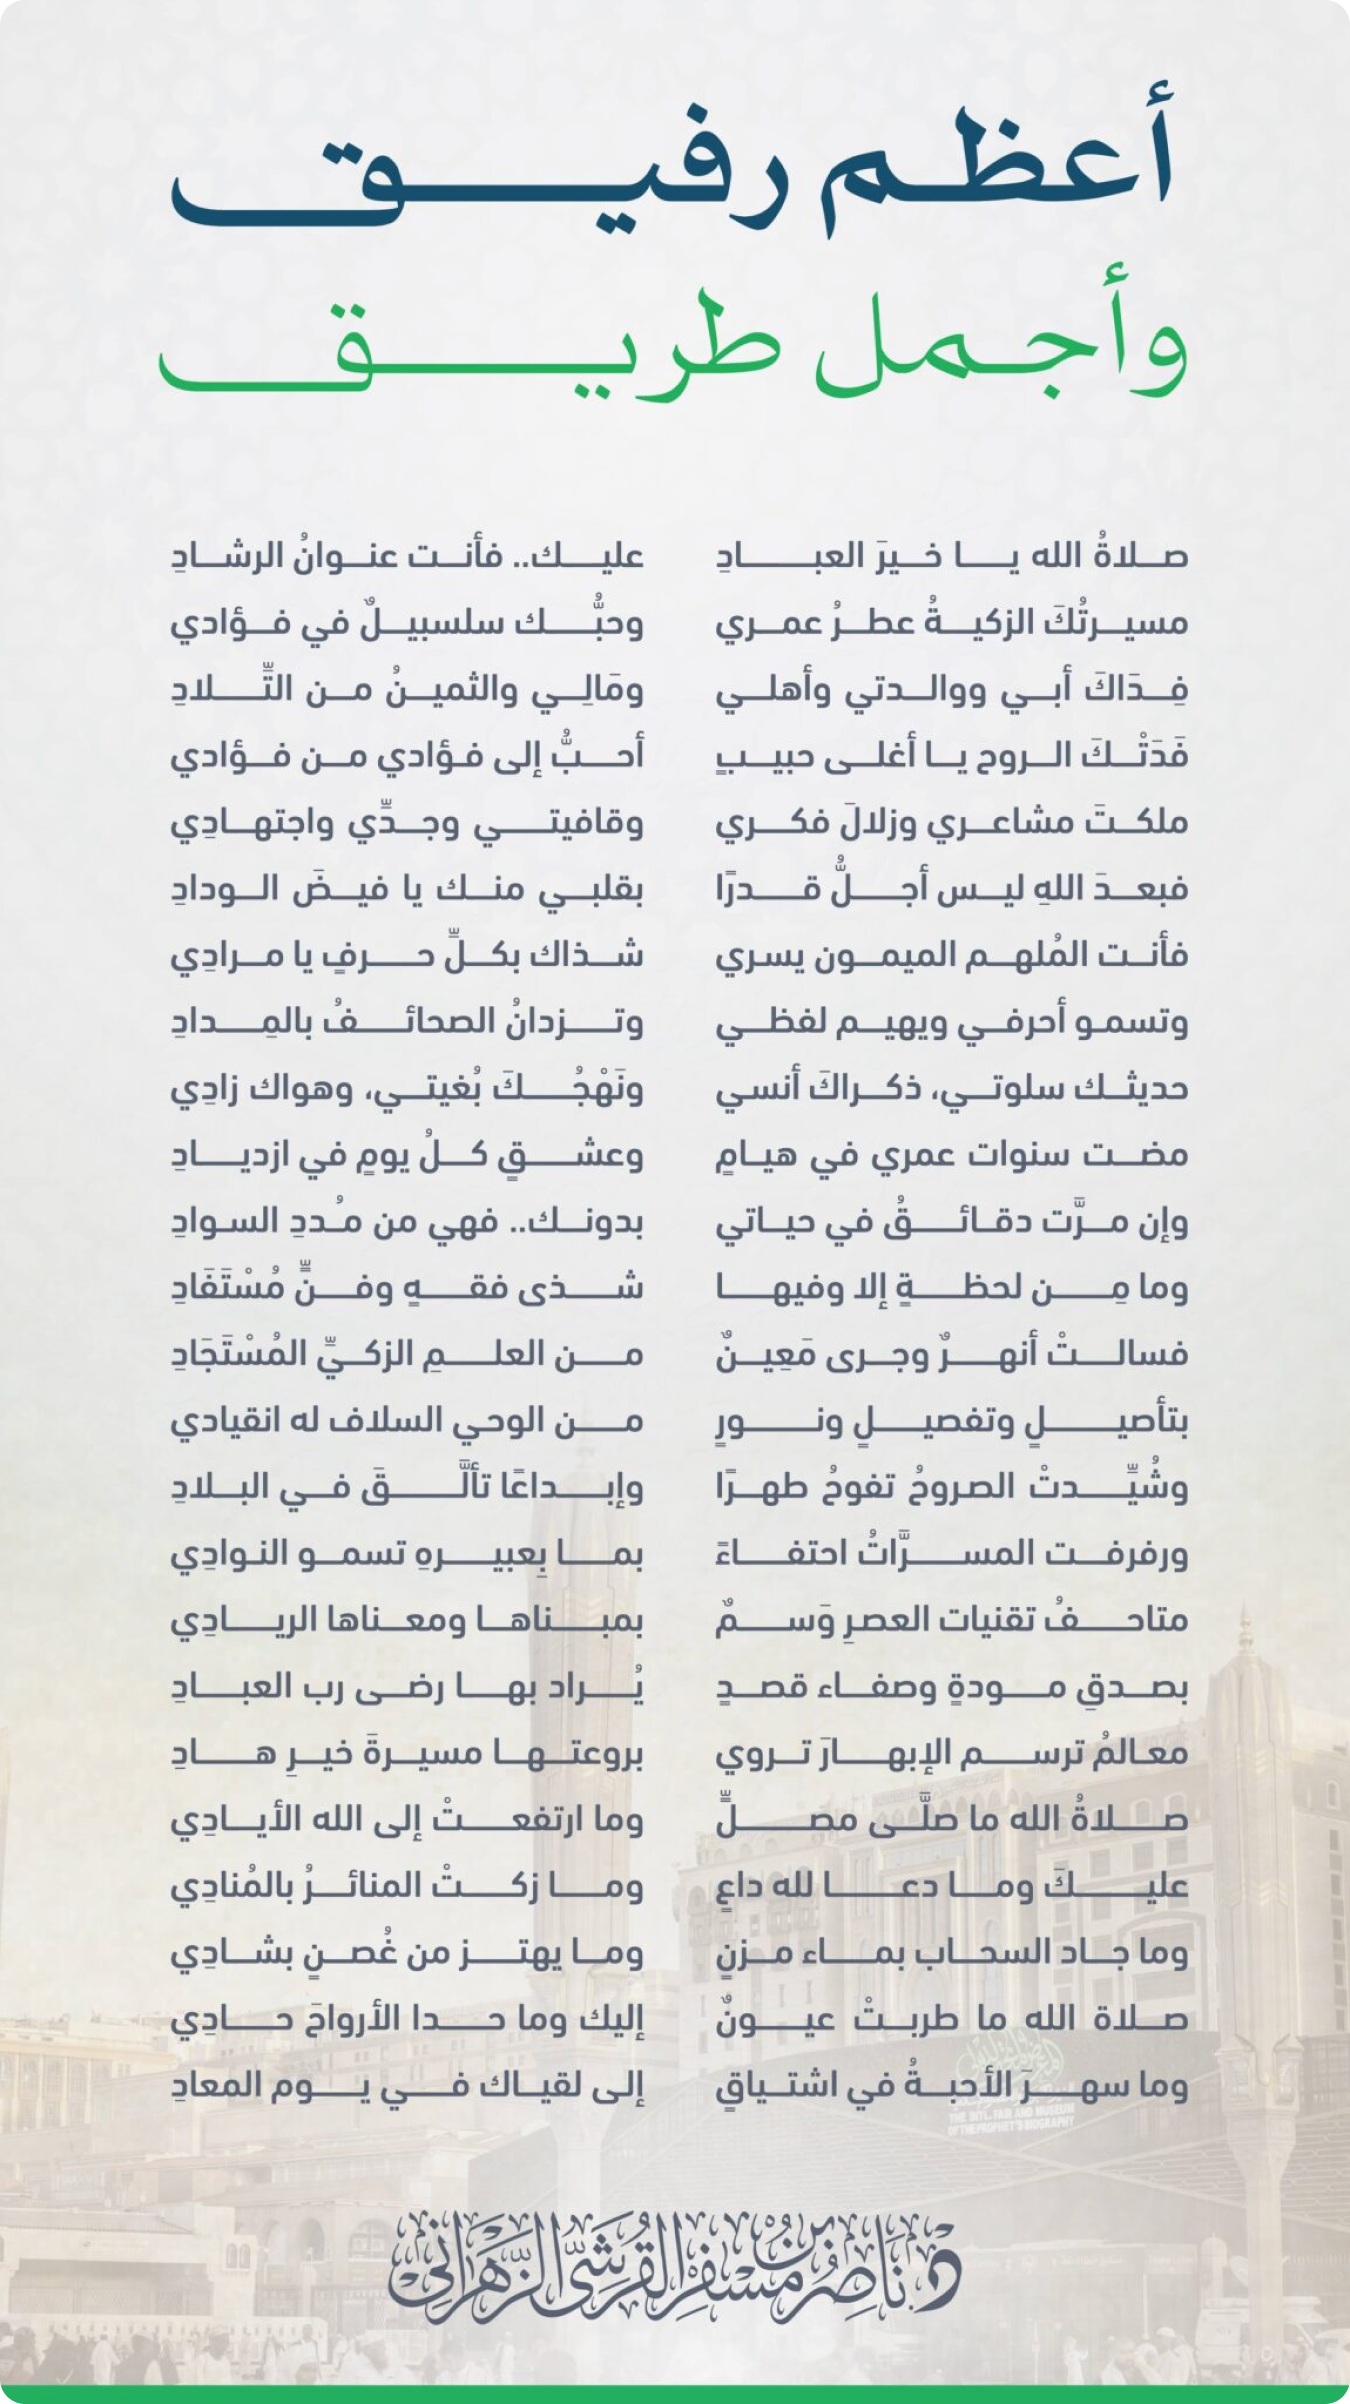 أعظم رفيق
وأجمل طريق
صلاةُ الله يا خيرَ العبادِ عليك.. فأنت عنوانُ الرشادِ
مسيرتُكَ الزكيةُ عطرُ عمري وحبُّك سلسبيلٌ في فؤادي
فِدَاكَ أبي ووالدتي وأهلي ومَالِي والثمينُ من التِّلادِ
فَدَتْكَ الروح يا أغلى حبيبٍ أحبُّ إلى فؤادي من فؤادي
ملكتَ مشاعري وزلالَ فكري وقافيتي وجدِّي واجتهادِي
فبعدَ اللهِ ليس أجلُّ قدرًا بقلبي منك يا فيضَ الودادِ
فأنت المُلهم الميمون يسري شذاك بكلِّ حرفٍ يا مرادِي
وتسمو أحرفي ويهيم لفظي وتزدانُ الصحائفُ بالمِدادِ
حديثك سلوتي، ذكراكَ أنسي ونَهْجُكَ بُغيتي، وهواك زادِي
مضت سنوات عمري في هيامٍ وعشقٍ كلُ يومٍ في ازديادِ
وإن مرَّت دقائقُ في حياتي بدونك.. فهي من مُددِ السوادِ
وما مِن لحظةٍ إلا وفيها شذى فقهٍ وفنٍّ مُسْتَفَادِ
فسالتْ أنهرٌ وجرى مَعِينٌ من العلمِ الزكيِّ المُسْتَجَادِ
بتأصيلٍ وتفصيلٍ ونورٍ من الوحي السلاف له انقيادي
وشُيِّدتْ الصروحُ تفوحُ طهرًا وإبداعًا تألَّقَ في البلادِ
ورفرفت المسرَّاتُ احتفاءً بما بِعبيرهِ تسمو النوادِي
متاحفُ تقنيات العصرِ وَسمٌ بمبناها ومعناها الريادِي
بصدقِ مودةٍ وصفاء قصدٍ يُراد بها رضى رب العبادِ
معالمُ ترسم الإبهارَ تروي بروعتها مسيرةَ خيرِ هادِ
صلاةُ الله ما صلَّى مصلٍّ وما ارتفعتْ إلى الله الأيادِي
عليكَ وما دعا لله داعٍ وما زكتْ المنائرُ بالمُنادِي
وما جاد السحاب بماء مزنٍ وما يهتز من غُصنٍ بشادِي
صلاة الله ما طربتْ عيونٌ إليك وما حدا الأرواحَ حادِي
وما سهرَ الأحبةُ في اشتياقٍ إلى لقياك في يوم المعادِ
THE INT'L FAIR AND MUSEUM
OF THE PROPHET'S BIOGRAPHY
د. ناصر بن مسفر القرشي الزهراني